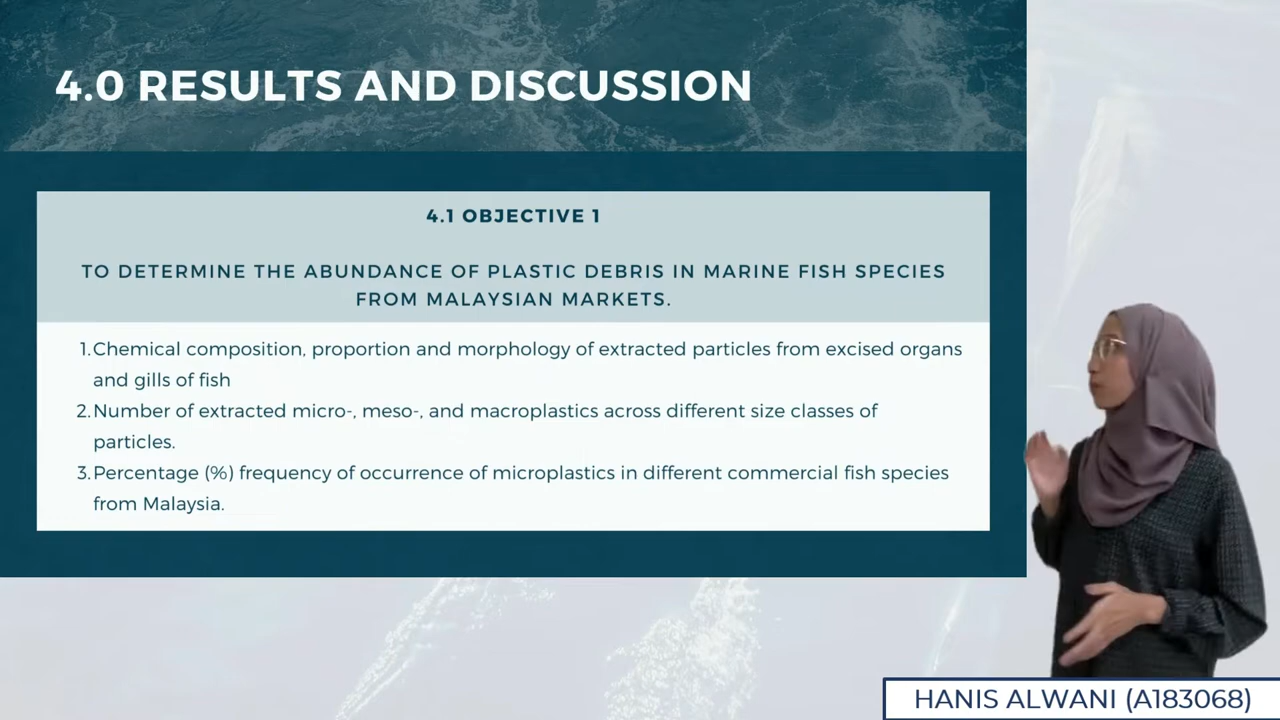 4.0 RESULTS AND DISCUSSION
4.1 OBJECTIVE 1
TO DETERMINE THE ABUNDANCE OF PLASTIC DEBRIS IN MARINE FISH SPECIES
FROM MALAYSIAN MARKETS.
1. Chemical composition, proportion and morphology of extracted particles from excised organs
and gills of fish
2. Number of extracted micro-, meso-, and macroplastics across different size classes of
particles.
3. Percentage (%) frequency of occurrence of microplastics in different commercial fish species
from Malaysia.
HANIS ALWANI (A183068)